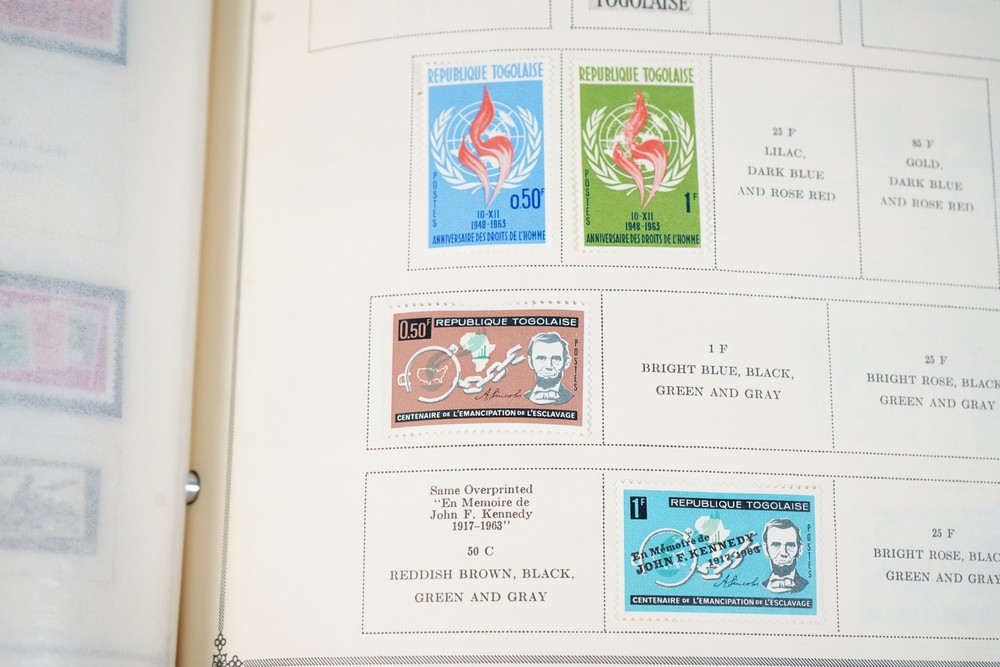 TOGOLAISE
REPUBLIQUE TOGOLAISE
POSTES
0.50F
10-XII
1948-1963
ANNIVERSAIRE DES DROITS DE L'HOMME
REPUBLIQUE TOGOLAISE
POSTES
1F
10-XII
1948-1963
ANNIVERSAIRE DES DROITS DE L'HOMME
25 F
LILAC,
DARK BLUE
AND ROSE RED
85 F
GOLD,
DARK BLUE
AND ROSE RED
0.50F
REPUBLIQUE TOGOLAISE
POSTES
A. Lincoln
CENTENAIRE DE L'EMANCIPATION DE L'ESCLAVAGE
1 F
BRIGHT BLUE, BLACK,
GREEN AND GRAY
25 F
BRIGHT ROSE, BLACK
GREEN AND GRAY
Same Overprinted
"En Memoire de
John F. Kennedy
1917-1963"
50 C
REDDISH BROWN, BLACK,
GREEN AND GRAY
1F
REPUBLIQUE TOGOLAISE
POSTES
En Mémoire de
JOHN F. KENNEDY
1917-1963
A. Lincoln
CENTENAIRE DE L'EMANCIPATION DE L'ESCLAVAGE
25 F
BRIGHT ROSE, BLAC
GREEN AND GRAY